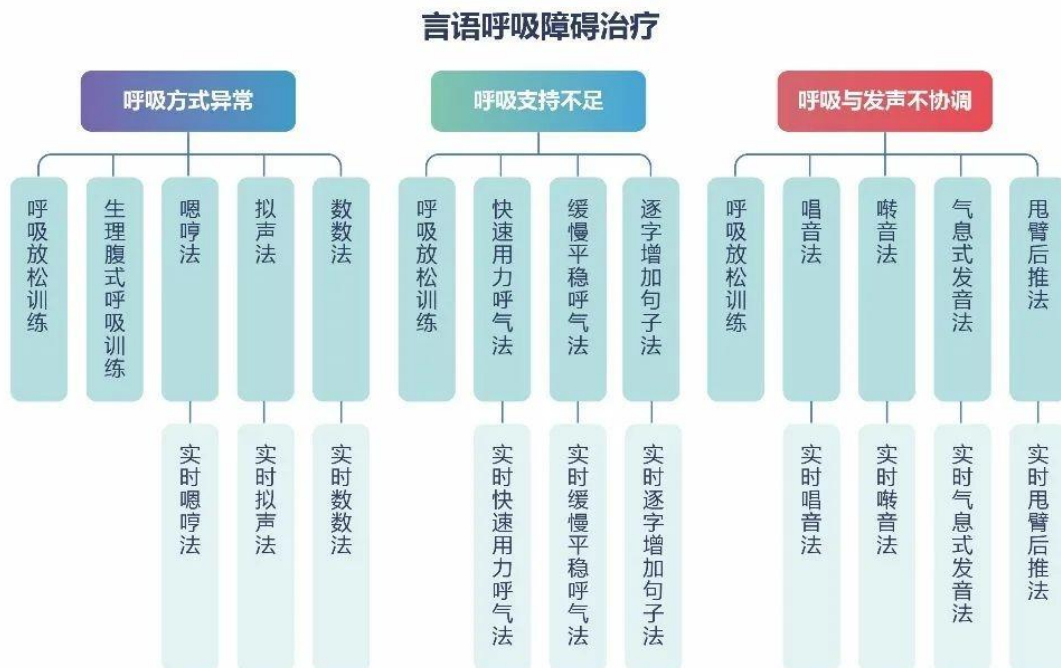 言语呼吸障碍治疗
呼吸方式异常
呼吸支持不足
呼吸与发声不协调
呼吸放松训练
生理腹式呼吸训练
嗯哼法
拟声法
数数法
呼吸放松训练
快速用力呼气法
缓慢平稳呼气法
逐字增加句子法
呼吸放松训练
唱音法
啭音法
气息式发音法
甩臂后推法
实时嗯哼法
实时拟声法
实时数数法
实时快速用力呼气法
实时缓慢平稳呼气法
实时逐字增加句子法
实时唱音法
实时啭音法
实时气息式发音法
实时甩臂后推法